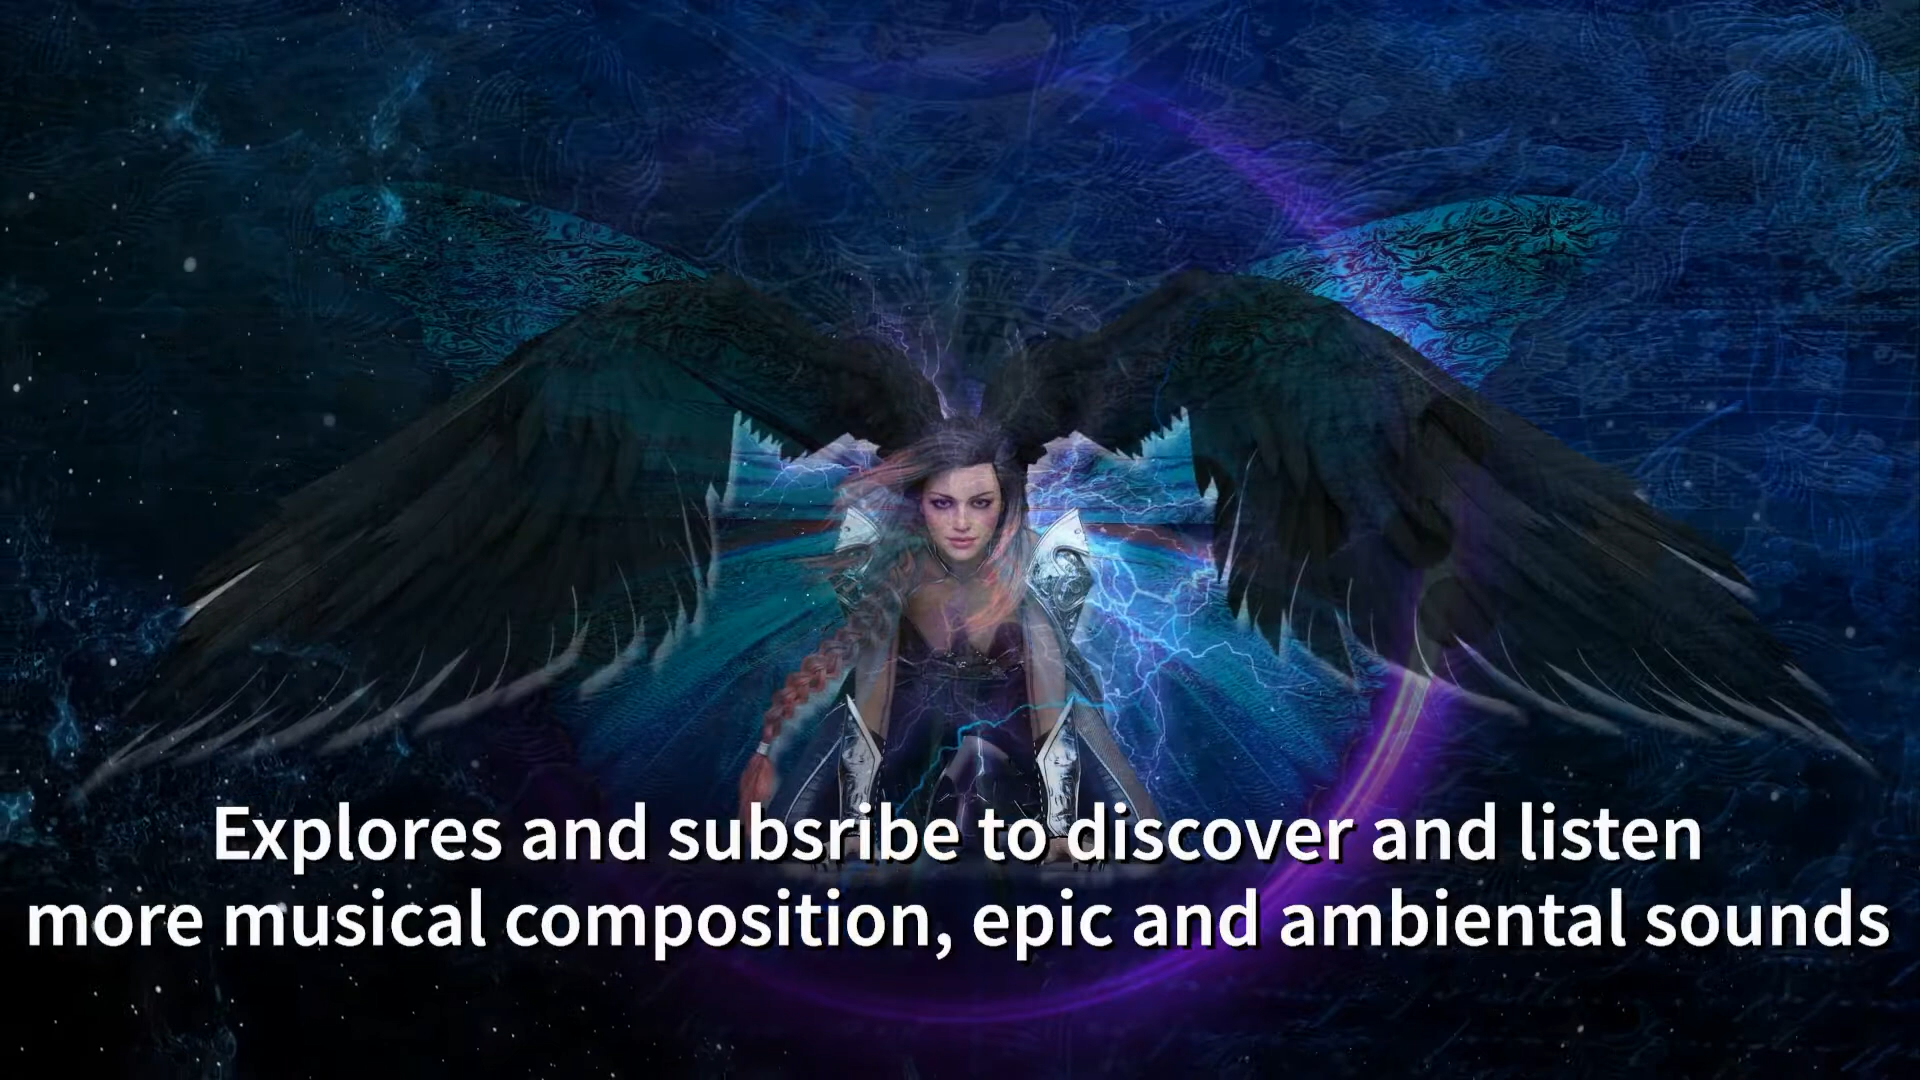 Explores and subsribe to discover and listen
more musical composition, epic and ambiental sounds